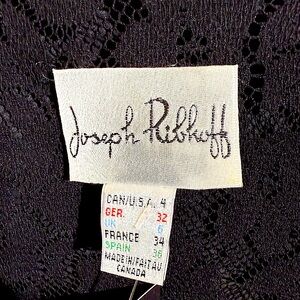 Joseph Ribkoff
CAN/U.S.A. 4
GER. 32
UK 6
FRANCE 34
SPAIN 36
MADE IN/FAIT AU
CANADA